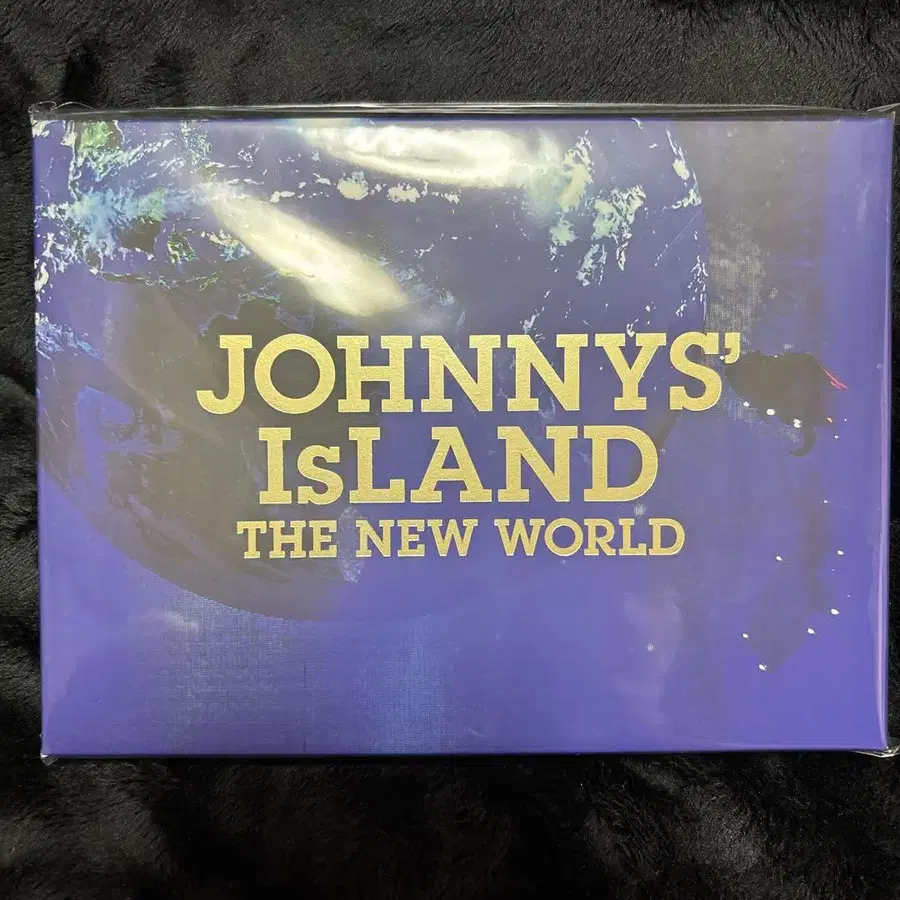 JOHNNYS'
IsLAND
THE NEW WORLD